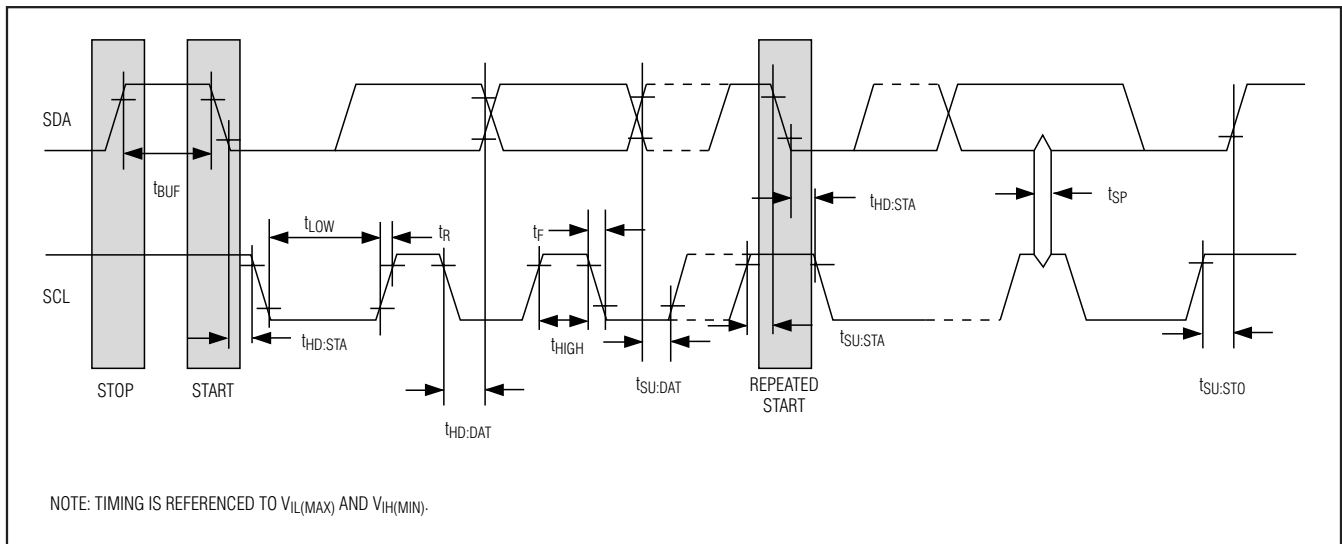 SDA
tBUF
tHD:STA
tSP
tLOW
tR
tF
SCL
tHD:STA
tHIGH
tSU:STA
tSU:DAT
tSU:STO
STOP
START
REPEATED
START
tHD:DAT
NOTE: TIMING IS REFERENCED TO VIL(MAX) AND VIH(MIN).